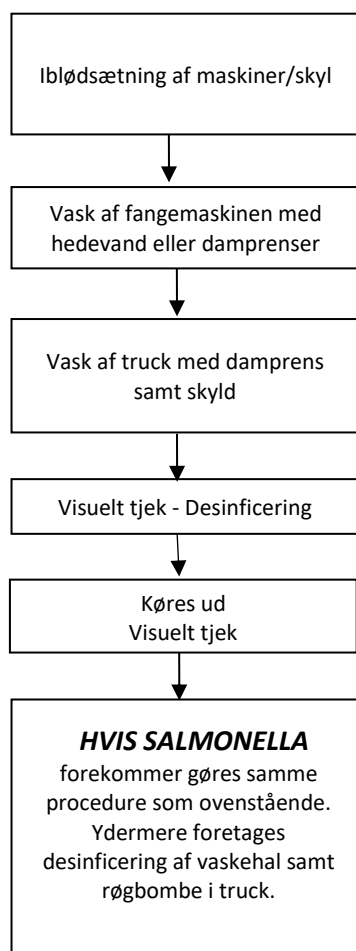 Iblødsætning af maskiner/skyl
Vask af fangemaskinen med
hedevand eller damprenser
Vask af truck med damprens
samt skyld
Visuelt tjek - Desinficering
Køres ud
Visuelt tjek
HVIS SALMONELLA
forekommer gøres samme
procedure som ovenstående.
Ydermere foretages
desinficering af vaskehal samt
røgbombe i truck.